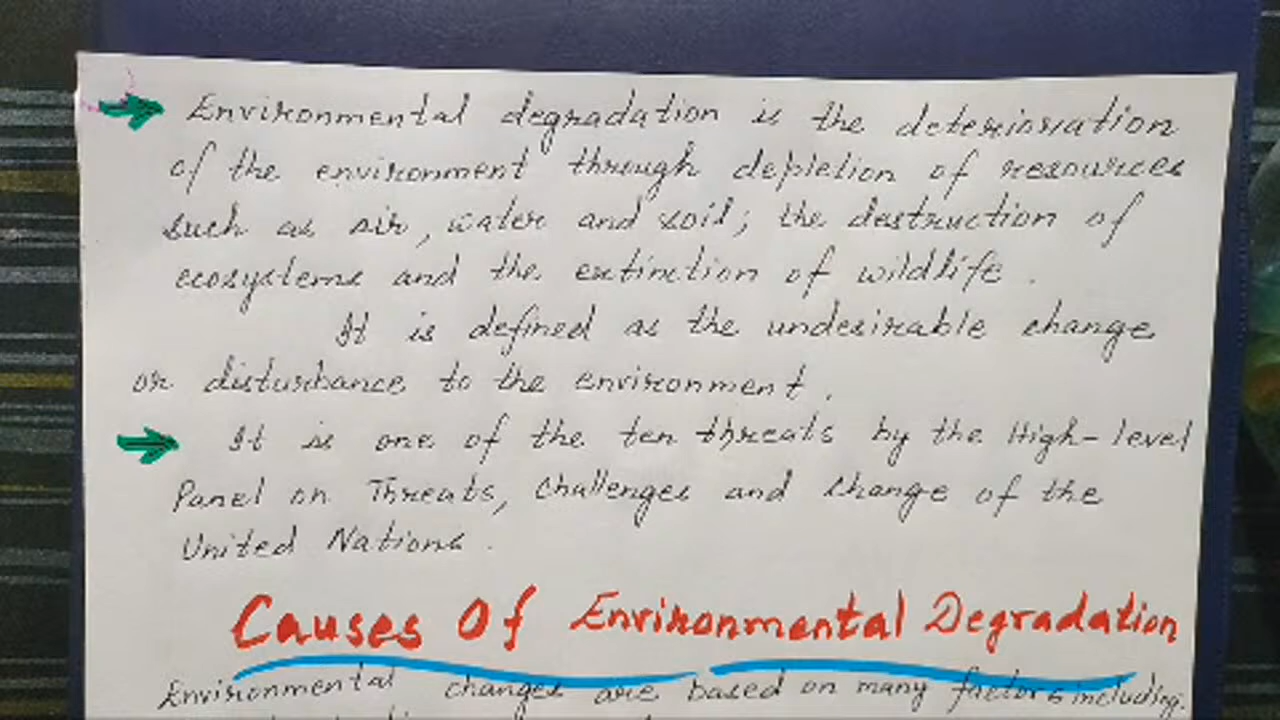 Environmental degradation is the deterioriation
of the environment through depletion of resources
such as air, water and soil; the destruction of
ecosystems and the extinction of wildlife.
It is defined as the undesirable change
or disturbance to the environment.
It is one of the ten threats by the High-level
Panel on Threats, Challenges and Change of the
United Nations.
Causes Of Environmental Degradation
Environmental changes are based on many factors including.